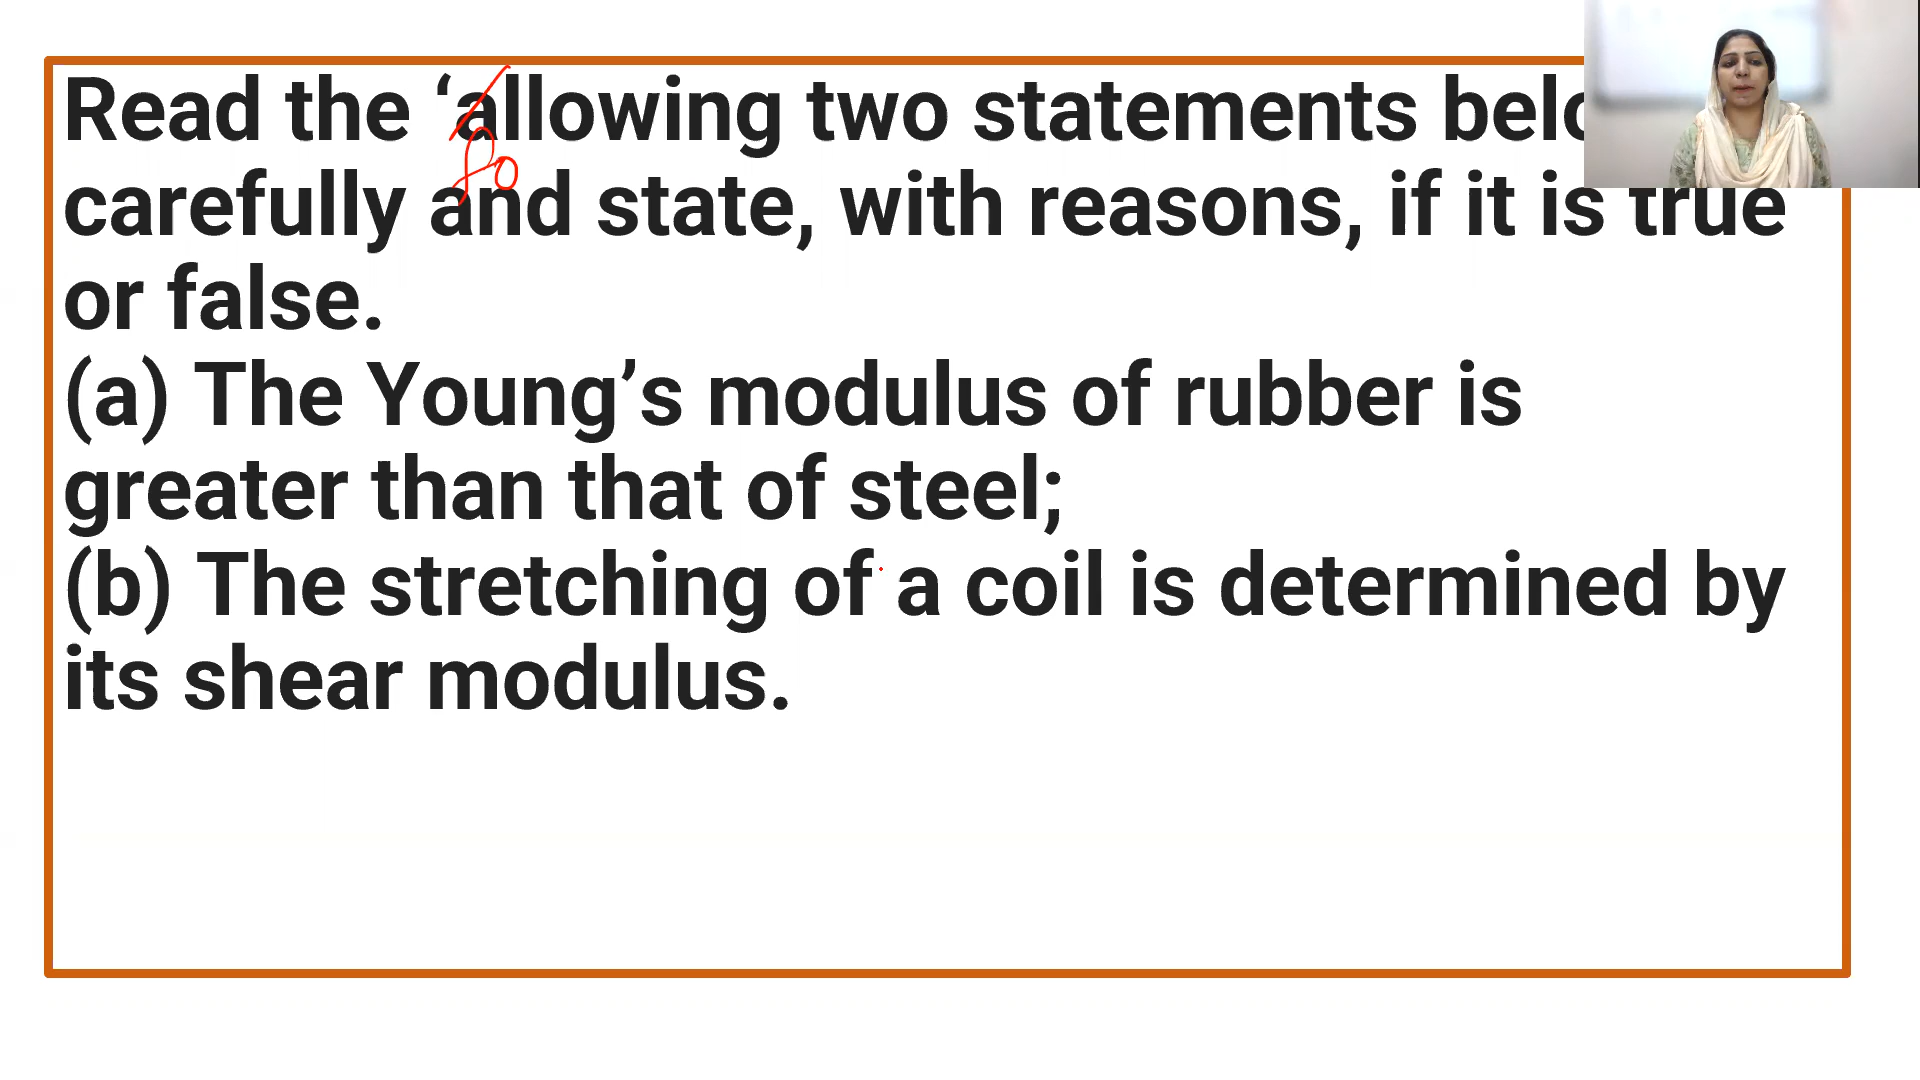 Read the ‘allowing two statements
fo
carefully and state, with reasons, if it is true
or false.
(a) The Young’s modulus of rubber is
greater than that of steel;
(b) The stretching of a coil is determined by
its shear modulus.